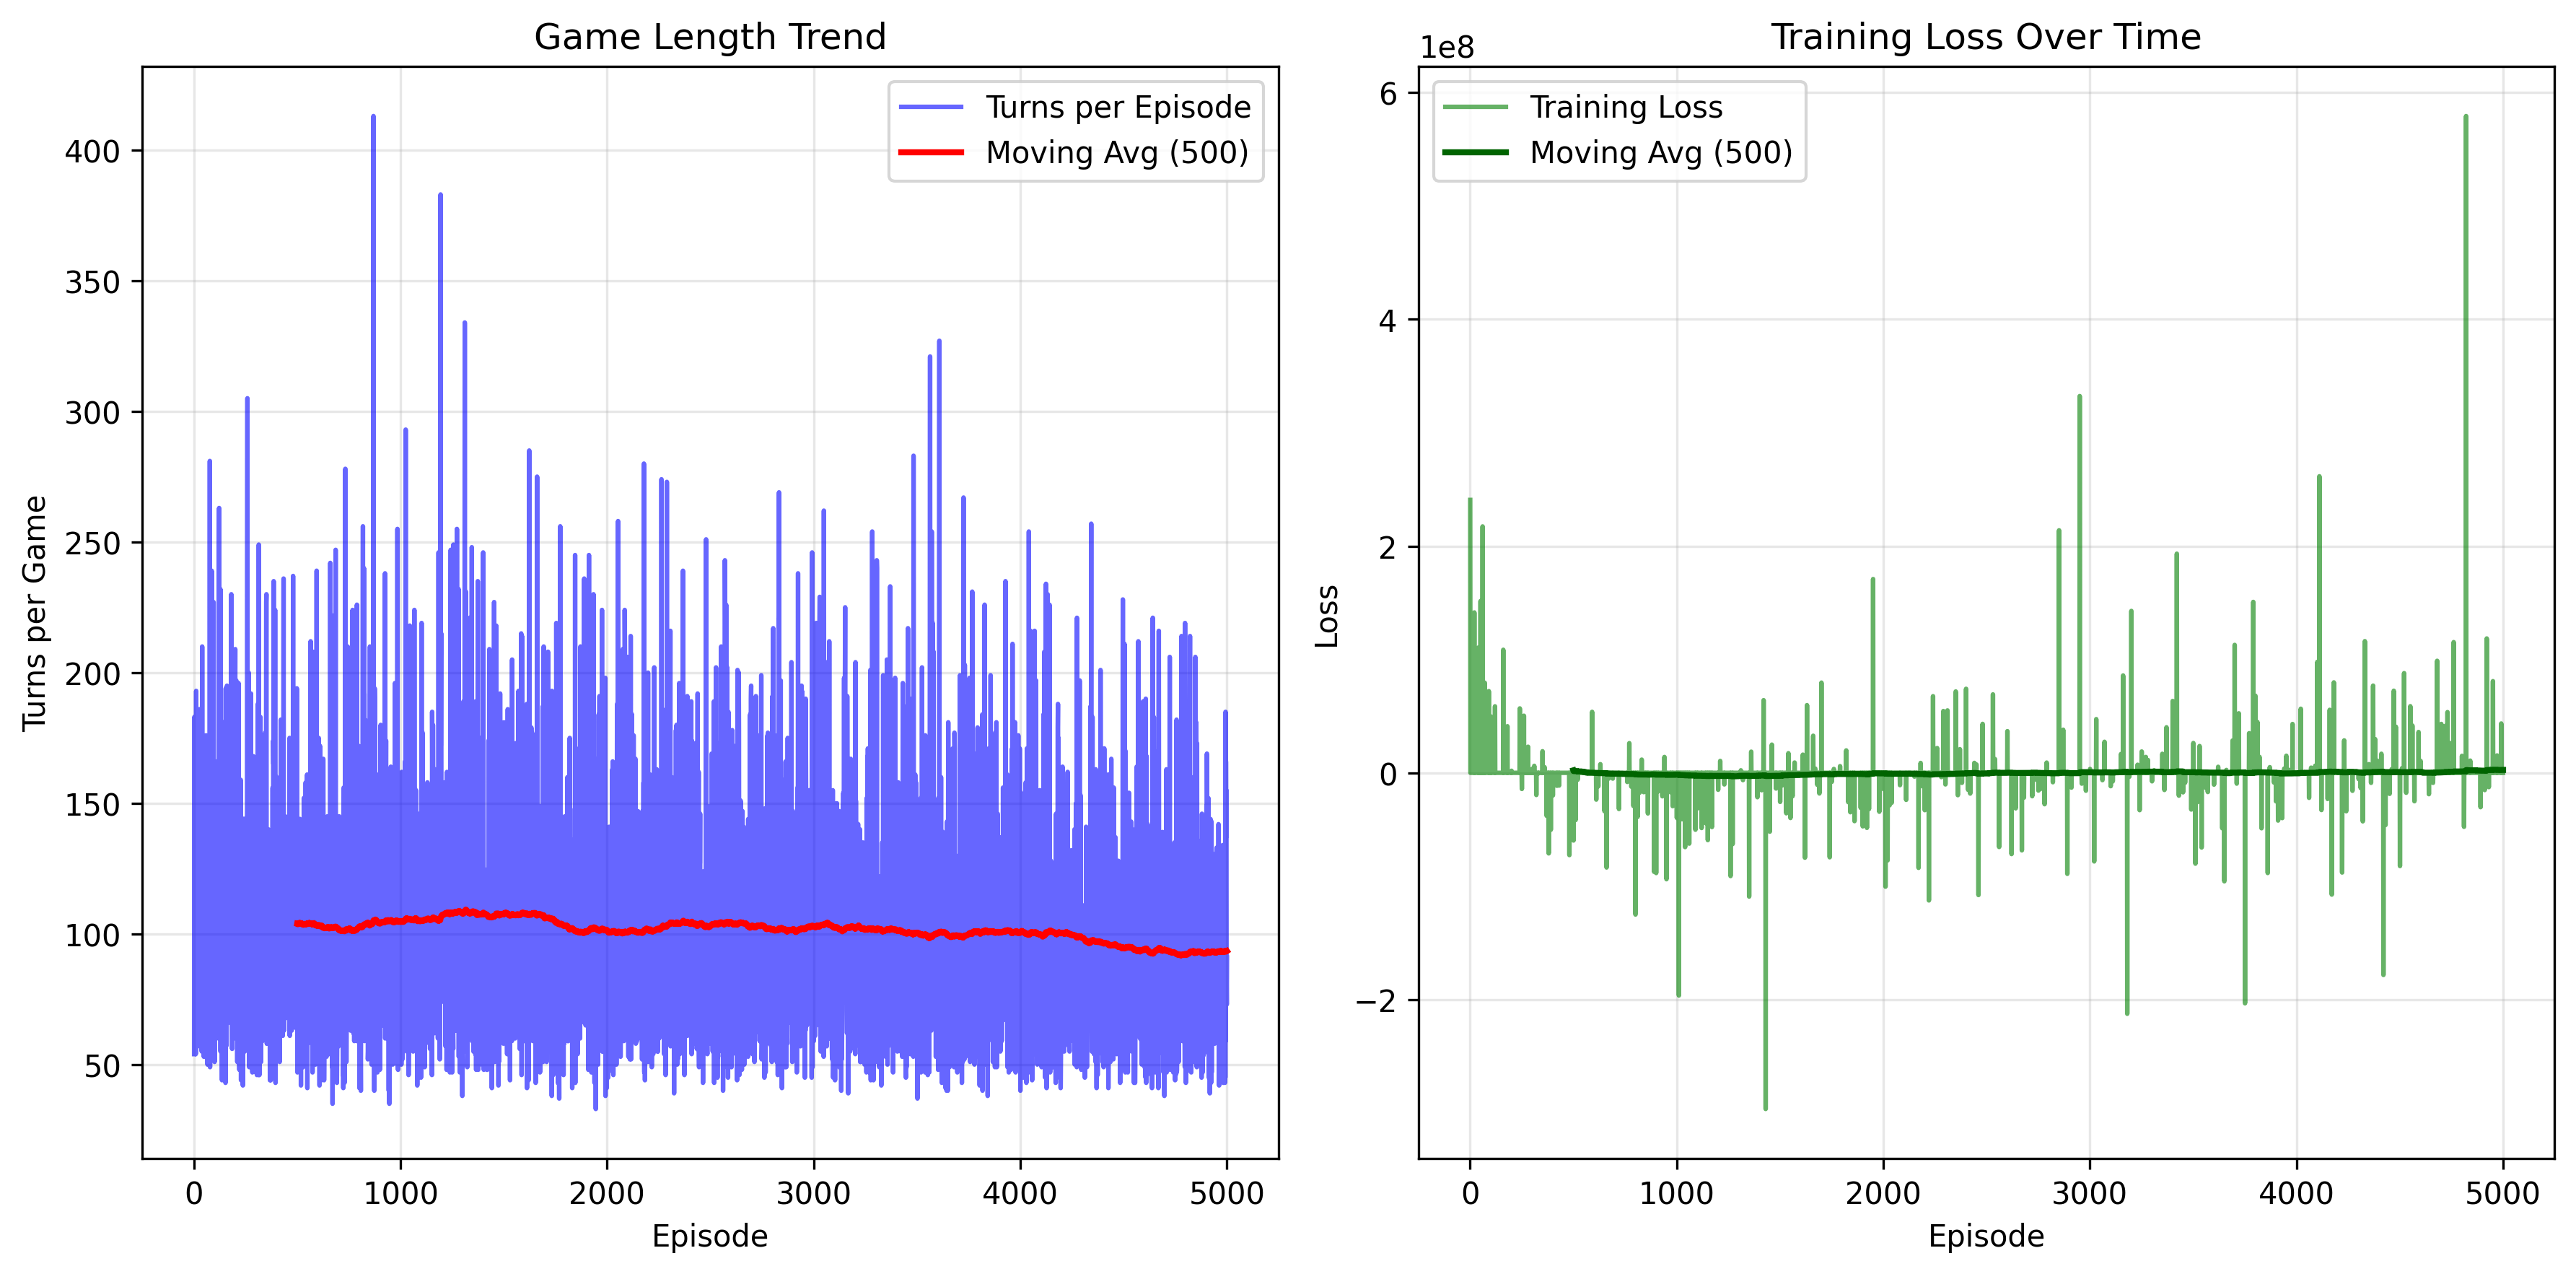 Game Length Trend
Turns per Episode
Moving Avg (500)
400
350
300
250
200
150
100
50
Turns per Game
0
1000
2000
3000
4000
5000
Episode
Training Loss Over Time
1e8
Training Loss
Moving Avg (500)
6
4
2
0
−2
Loss
0
1000
2000
3000
4000
5000
Episode